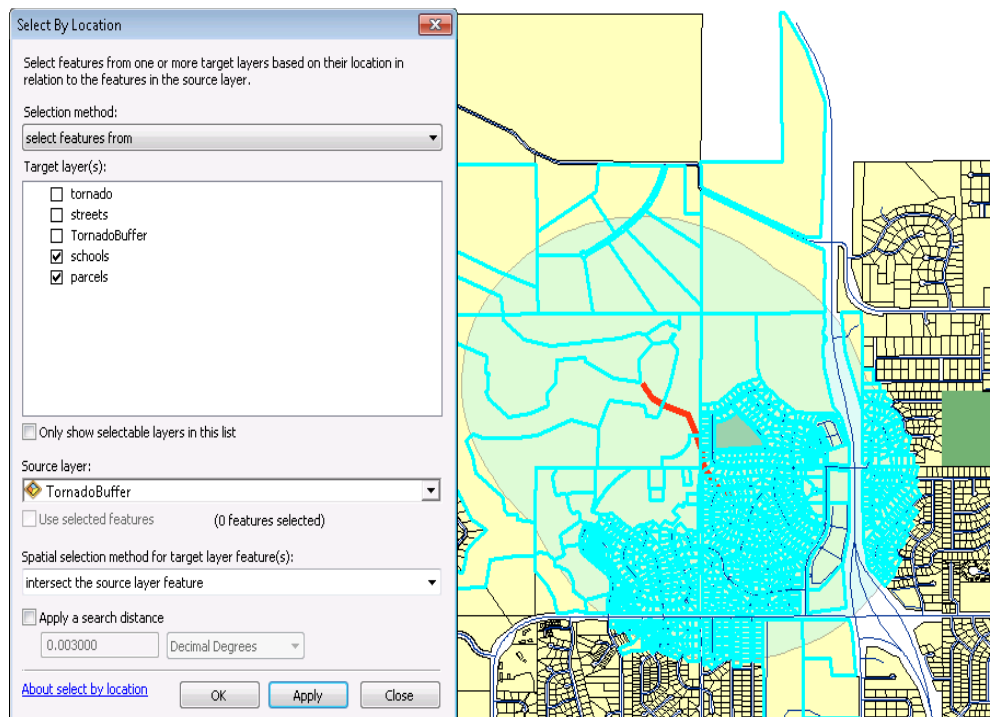 Select By Location
Select features from one or more target layers based on their location in
relation to the features in the source layer.
Selection method:
select features from
Target layer(s):
tornado
streets
TornadoBuffer
schools
parcels
Only show selectable layers in this list
Source layer:
TornadoBuffer
Use selected features (0 features selected)
Spatial selection method for target layer feature(s):
intersect the source layer feature
Apply a search distance
0.003000 Decimal Degrees
About select by location OK Apply Close